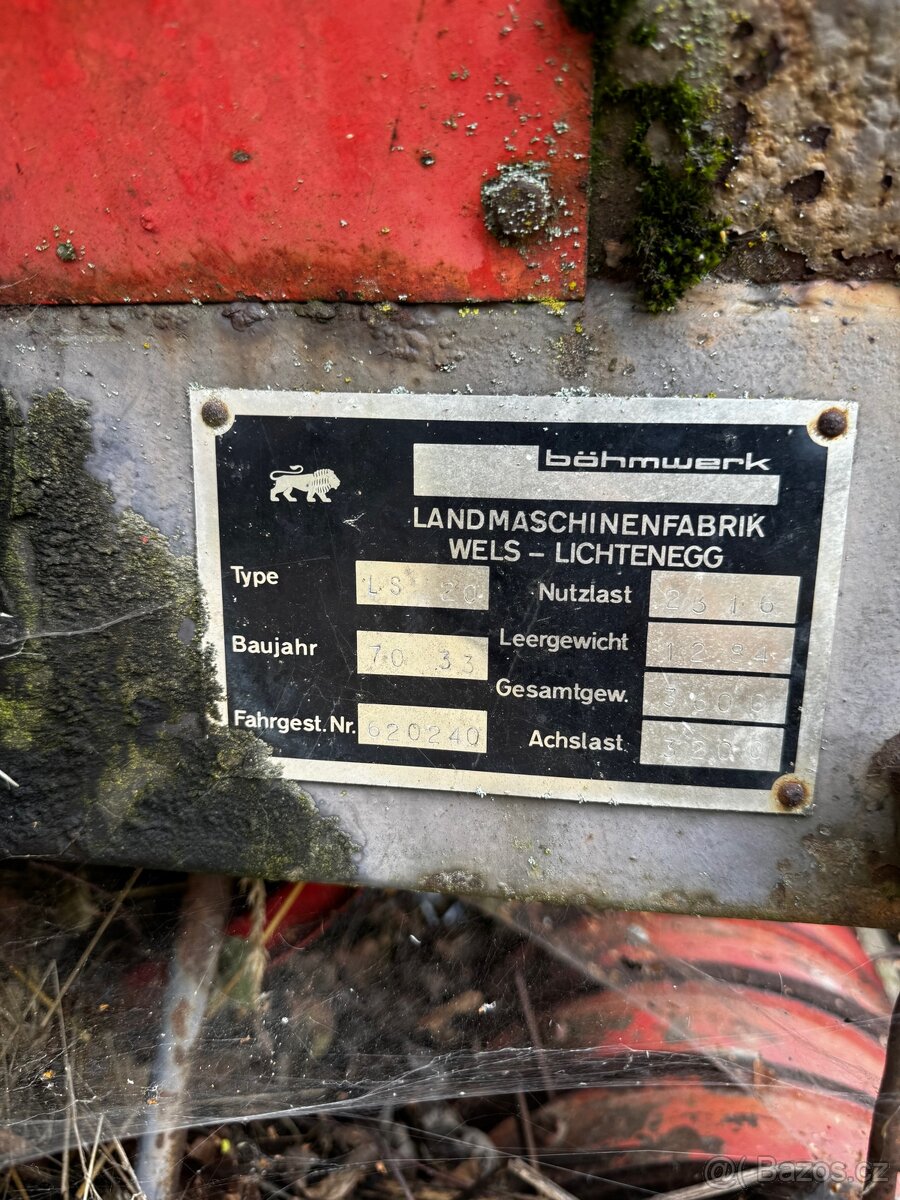 böhmwerk
LANDMASCHINENFABRIK
WELS – LICHTENEGG
Type LS 20
Baujahr 70 33
Fahrgest. Nr. 620240
Nutzlast 2316
Leergewicht 1284
Gesamtgew.
Achslast 3200
Bazos.cz